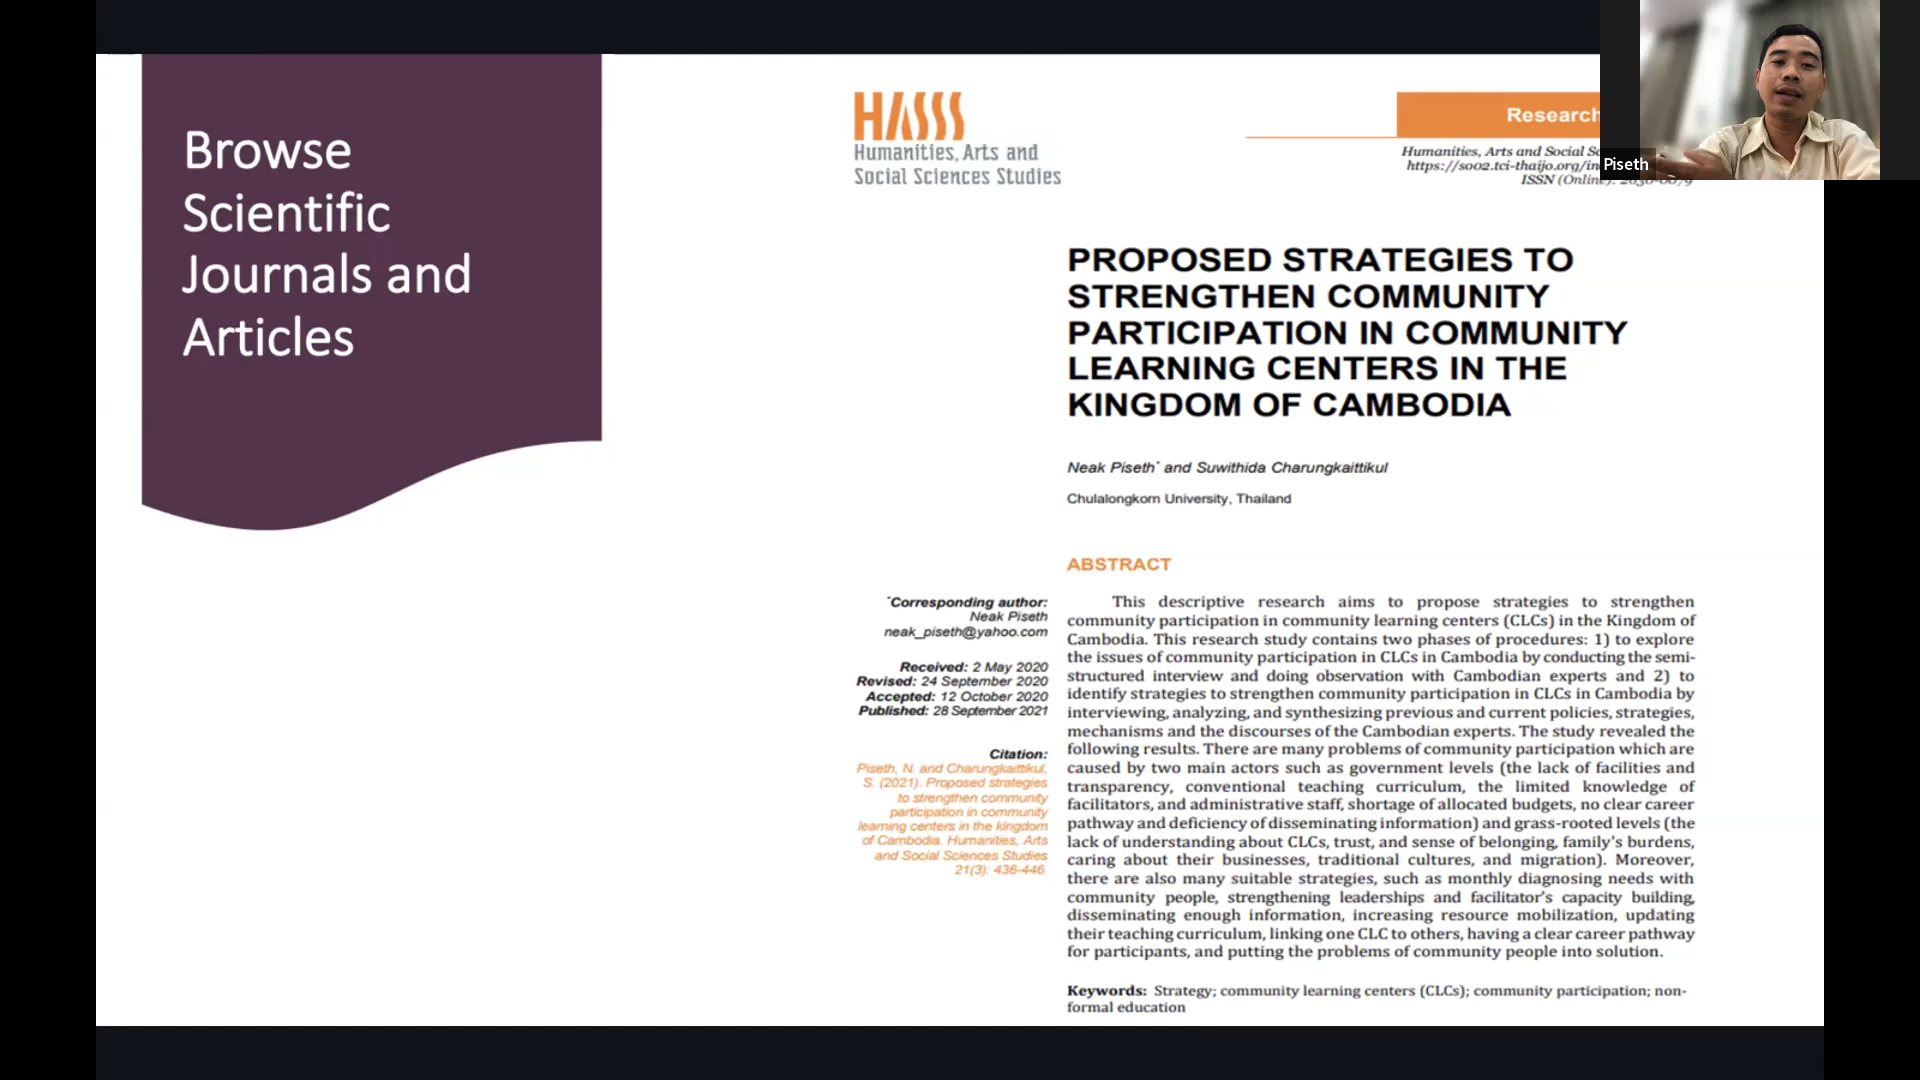 Browse
Scientific
Journals and
Articles
HASSS
Humanities, Arts and
Social Sciences Studies
Research
Humanities, Arts and Social
https://so02.tci-thaijo.org/
ISSN (Online):
Piseth
PROPOSED STRATEGIES TO
STRENGTHEN COMMUNITY
PARTICIPATION IN COMMUNITY
LEARNING CENTERS IN THE
KINGDOM OF CAMBODIA
Neak Piseth* and Suwithida Charungkaittikul
Chulalongkorn University, Thailand
ABSTRACT
*Corresponding author:
Neak Piseth
neak_piseth@yahoo.com
Received: 2 May 2020
Revised: 24 September 2020
Accepted: 12 October 2020
Published: 28 September 2021
Citation:
Piseth, N. and Charungkaittikul,
S. (2021). Proposed strategies
to strengthen community
participation in community
learning centers in the kingdom
of Cambodia. Humanities, Arts
and Social Sciences Studies
21(3): 436-446.
This descriptive research aims to propose strategies to strengthen
community participation in community learning centers (CLCs) in the Kingdom of
Cambodia. This research study contains two phases of procedures: 1) to explore
the issues of community participation in CLCs in Cambodia by conducting the semi-
structured interview and doing observation with Cambodian experts and 2) to
identify strategies to strengthen community participation in CLCs in Cambodia by
interviewing, analyzing, and synthesizing previous and current policies, strategies,
mechanisms and the discourses of the Cambodian experts. The study revealed the
following results. There are many problems of community participation which are
caused by two main actors such as government levels (the lack of facilities and
transparency, conventional teaching curriculum, the limited knowledge of
facilitators, and administrative staff, shortage of allocated budgets, no clear career
pathway and deficiency of disseminating information) and grass-rooted levels (the
lack of understanding about CLCs, trust, and sense of belonging, family's burdens,
caring about their businesses, traditional cultures, and migration). Moreover,
there are also many suitable strategies, such as monthly diagnosing needs with
community people, strengthening leaderships and facilitator's capacity building,
disseminating enough information, increasing resource mobilization, updating
their teaching curriculum, linking one CLC to others, having a clear career pathway
for participants, and putting the problems of community people into solution.
Keywords: Strategy; community learning centers (CLCs); community participation; non-
formal education